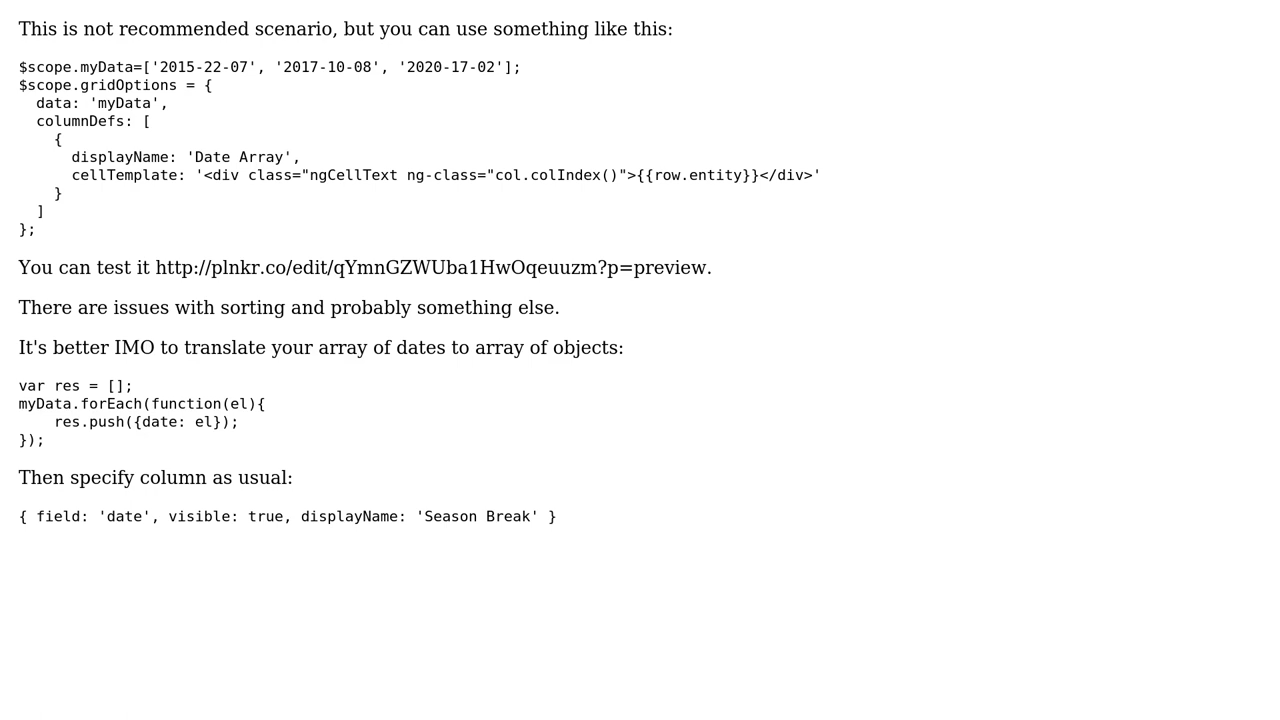 This is not recommended scenario, but you can use something like this:
$scope.myData=['2015-22-07', '2017-10-08', '2020-17-02'];
$scope.gridOptions = {
  data: 'myData',
  columnDefs: [
    {
      displayName: 'Date Array',
      cellTemplate: '<div class="ngCellText ng-class="col.colIndex()">{{row.entity}}</div>'
    }
  ]
};
You can test it http://plnkr.co/edit/qYmnGZWUba1HwOqeuuzm?p=preview.
There are issues with sorting and probably something else.
It's better IMO to translate your array of dates to array of objects:
var res = [];
myData.forEach(function(el){
    res.push({date: el});
});
Then specify column as usual:
{ field: 'date', visible: true, displayName: 'Season Break' }